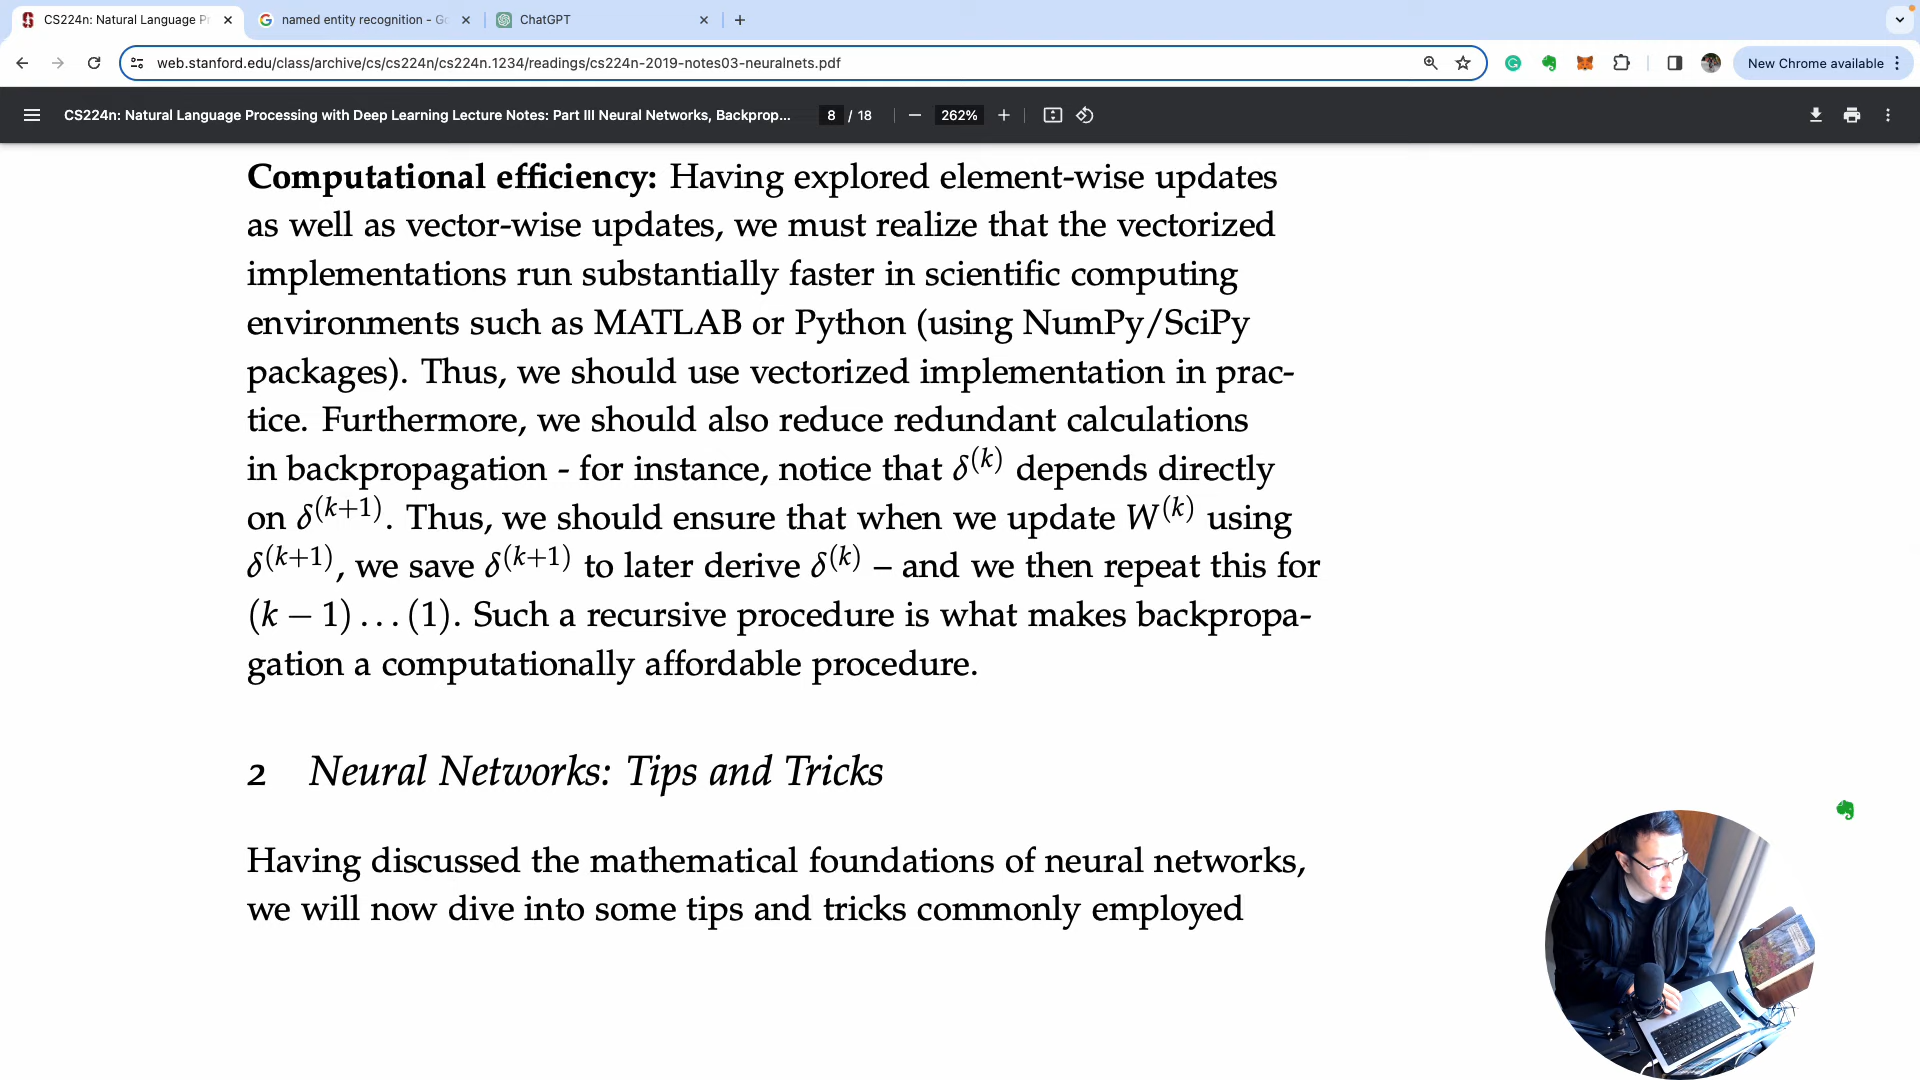 CS224n: Natural Language Pr
named entity recognition - Go
ChatGPT
web.stanford.edu/class/archive/cs/cs224n/cs224n.1234/readings/cs224n-2019-notes03-neuralnets.pdf
New Chrome available
CS224n: Natural Language Processing with Deep Learning Lecture Notes: Part III Neural Networks, Backprop...
8 / 18
262%
Computational efficiency: Having explored element-wise updates
as well as vector-wise updates, we must realize that the vectorized
implementations run substantially faster in scientific computing
environments such as MATLAB or Python (using NumPy/SciPy
packages). Thus, we should use vectorized implementation in prac-
tice. Furthermore, we should also reduce redundant calculations
in backpropagation - for instance, notice that δ^(k) depends directly
on δ^(k+1). Thus, we should ensure that when we update W^(k) using
δ^(k+1), we save δ^(k+1) to later derive δ^(k) – and we then repeat this for
(k − 1) . . . (1). Such a recursive procedure is what makes backpropa-
gation a computationally affordable procedure.
2 Neural Networks: Tips and Tricks
Having discussed the mathematical foundations of neural networks,
we will now dive into some tips and tricks commonly employed